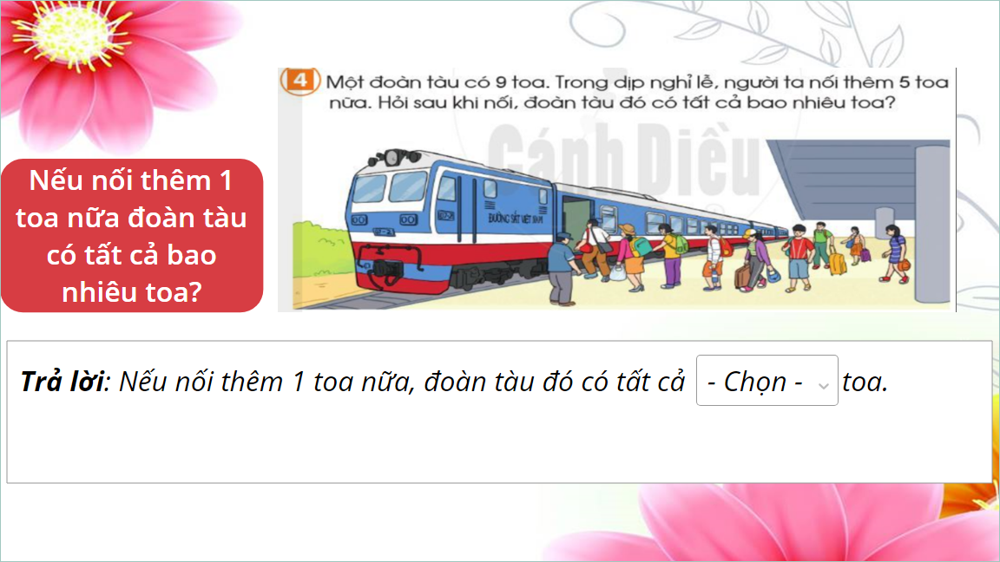 4 Một đoàn tàu có 9 toa. Trong dịp nghỉ lễ, người ta nối thêm 5 toa
nữa. Hỏi sau khi nối, đoàn tàu đó có tất cả bao nhiêu toa?
Cánh Diều
ĐƯỜNG SẮT VIỆT NAM
Nếu nối thêm 1
toa nữa đoàn tàu
có tất cả bao
nhiêu toa?
Trả lời: Nếu nối thêm 1 toa nữa, đoàn tàu đó có tất cả - Chọn - toa.